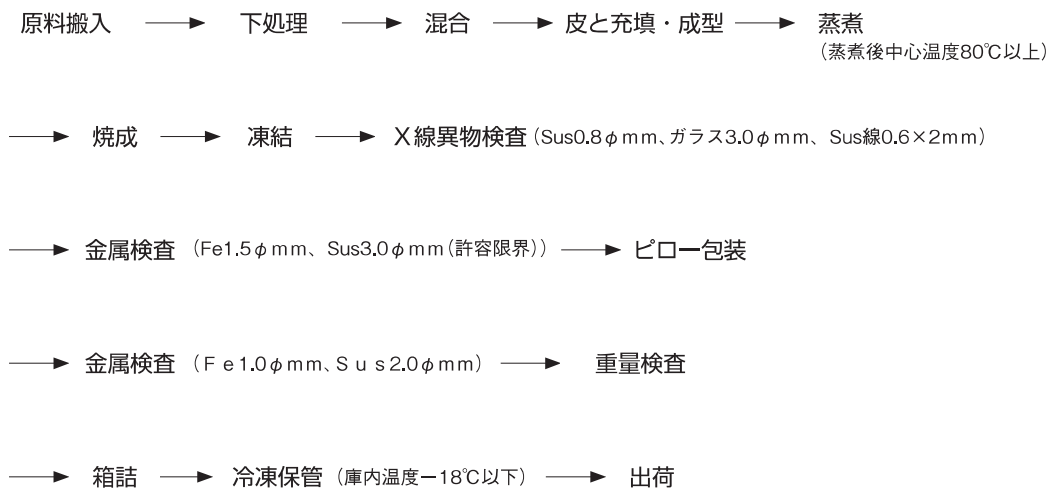 原料搬入 → 下処理 → 混合 → 皮と充填・成型 → 蒸煮
(蒸煮後中心温度80℃以上)
→ 焼成 → 凍結 → X線異物検査(Sus0.8φmm、ガラス3.0φmm、Sus線0.6×2mm)
→ 金属検査(Fe1.5φmm、Sus3.0φmm(許容限界)) → ピロー包装
→ 金属検査(Fe1.0φmm、Sus2.0φmm) → 重量検査
→ 箱詰 → 冷凍保管(庫内温度−18℃以下) → 出荷